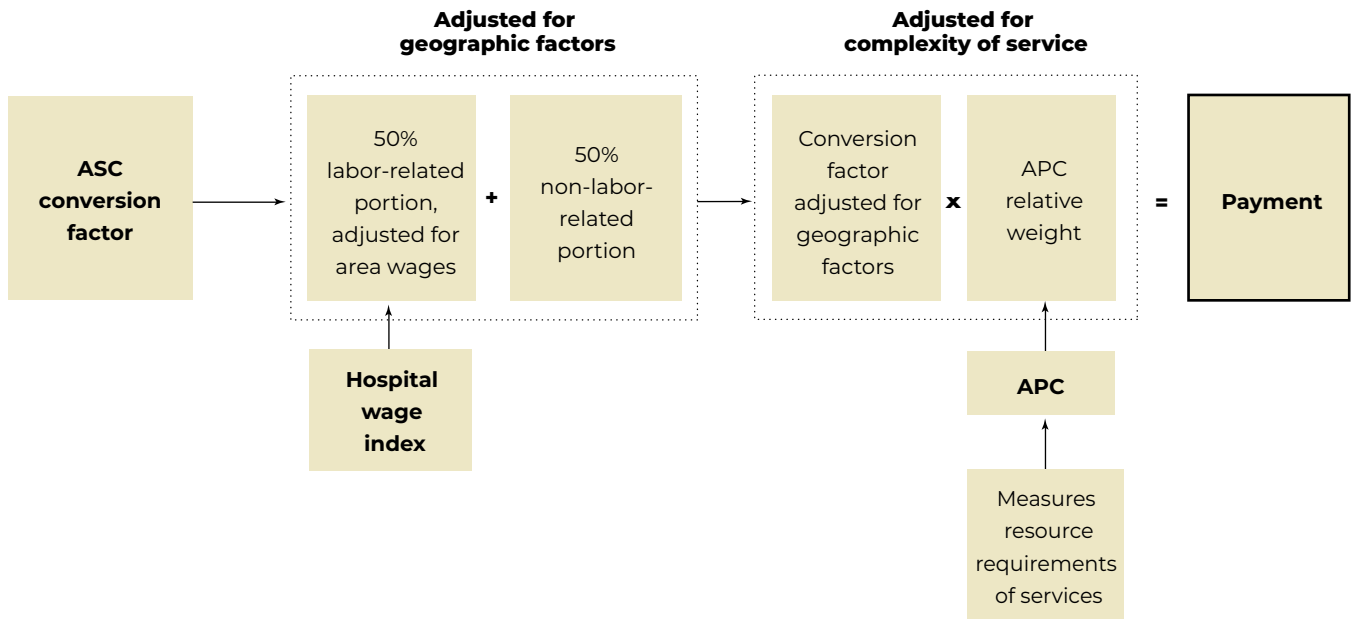 Adjusted for
geographic factors
Adjusted for
complexity of service
ASC
conversion
factor
50%
labor-related
portion,
adjusted for
area wages
+
50%
non-labor-
related
portion
Conversion
factor
adjusted for
geographic
factors
x
APC
relative
weight
=
Payment
Hospital
wage
index
APC
Measures
resource
requirements
of services